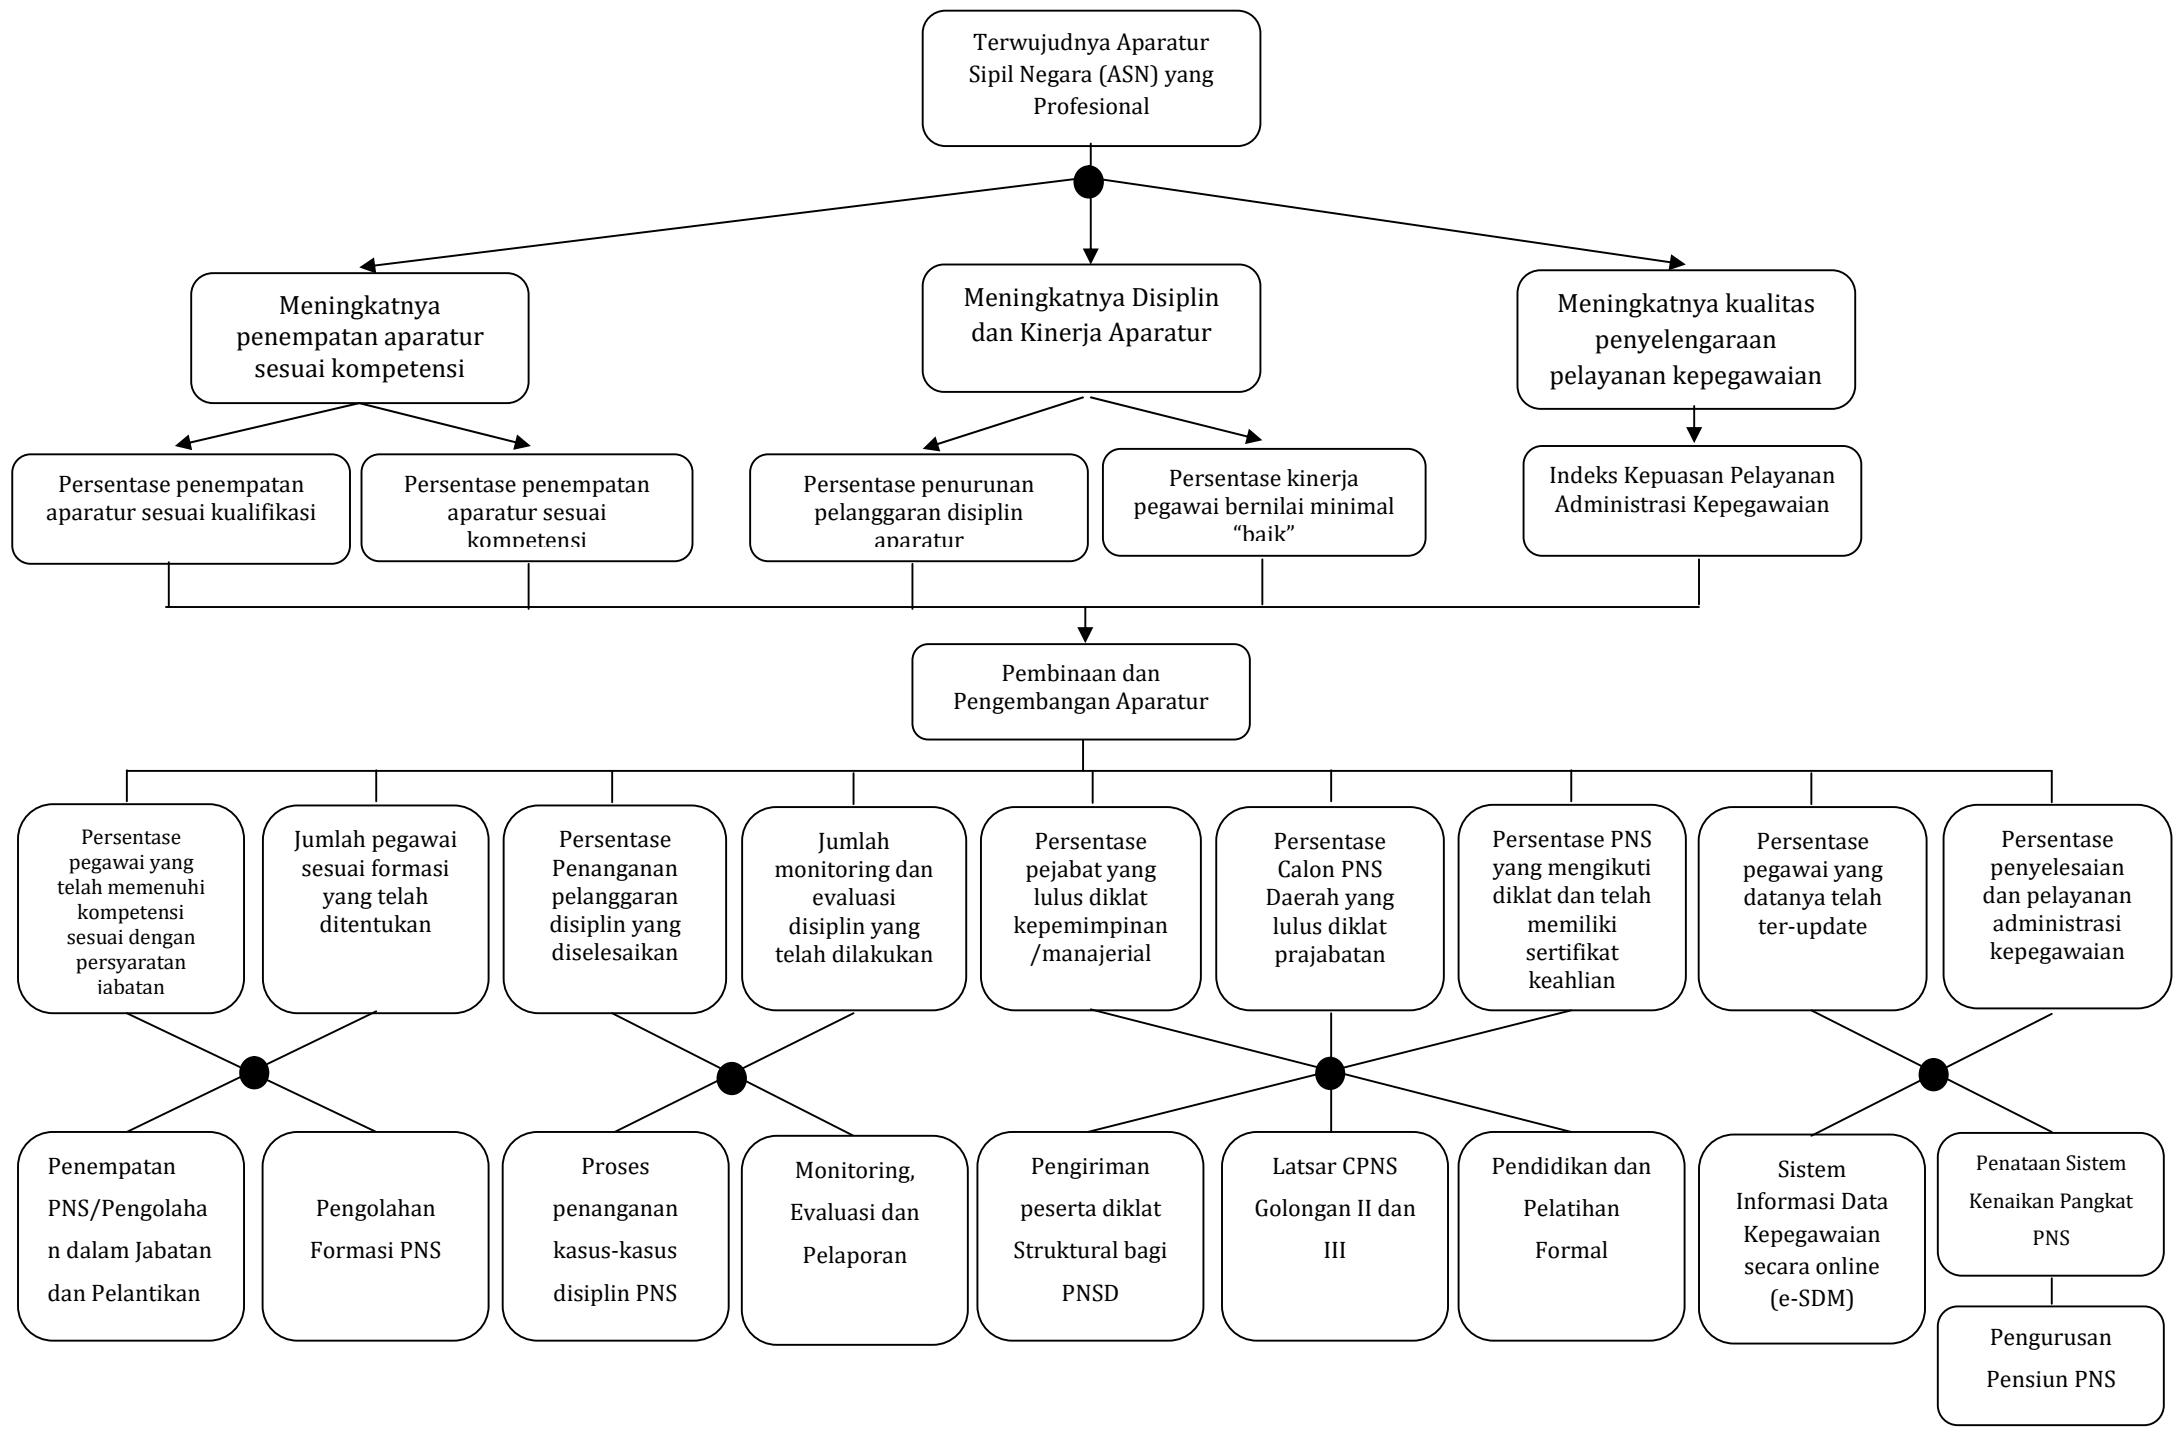 Terwujudnya Aparatur
Sipil Negara (ASN) yang
Profesional
Meningkatnya
penempatan aparatur
sesuai kompetensi
Meningkatnya Disiplin
dan Kinerja Aparatur
Meningkatnya kualitas
penyelengaraan
pelayanan kepegawaian
Persentase penempatan
aparatur sesuai kualifikasi
Persentase penempatan
aparatur sesuai
kompetensi
Persentase penurunan
pelanggaran disiplin
aparatur
Persentase kinerja
pegawai bernilai minimal
“baik”
Indeks Kepuasan Pelayanan
Administrasi Kepegawaian
Pembinaan dan
Pengembangan Aparatur
Persentase
pegawai yang
telah memenuhi
kompetensi
sesuai dengan
persyaratan
jabatan
Jumlah pegawai
sesuai formasi
yang telah
ditentukan
Persentase
Penanganan
pelanggaran
disiplin yang
diselesaikan
Jumlah
monitoring dan
evaluasi
disiplin yang
telah dilakukan
Persentase
pejabat yang
lulus diklat
kepemimpinan
/manajerial
Persentase
Calon PNS
Daerah yang
lulus diklat
prajabatan
Persentase PNS
yang mengikuti
diklat dan telah
memiliki
sertifikat
keahlian
Persentase
pegawai yang
datanya telah
ter-update
Persentase
penyelesaian
dan pelayanan
administrasi
kepegawaian
Penempatan
PNS/Pengolaha
n dalam Jabatan
dan Pelantikan
Pengolahan
Formasi PNS
Proses
penanganan
kasus-kasus
disiplin PNS
Monitoring,
Evaluasi dan
Pelaporan
Pengiriman
peserta diklat
Struktural bagi
PNSD
Latsar CPNS
Golongan II dan
III
Pendidikan dan
Pelatihan
Formal
Sistem
Informasi Data
Kepegawaian
secara online
(e-SDM)
Penataan Sistem
Kenaikan Pangkat
PNS
Pengurusan
Pensiun PNS